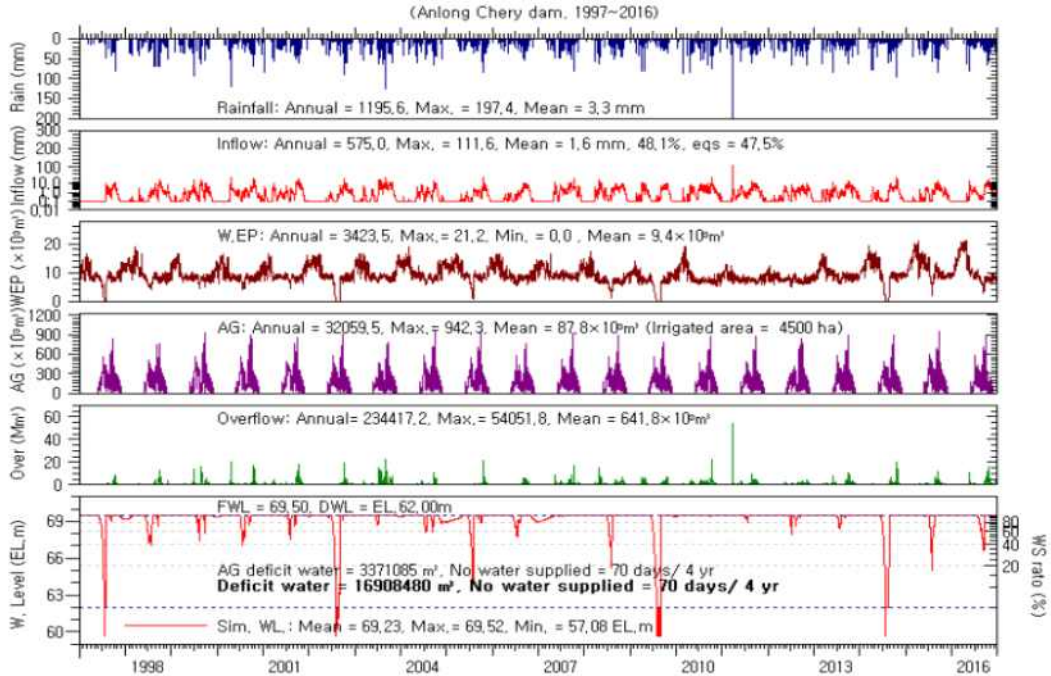 (Anlong Chery dam, 1997~2016)
Rain (mm)
0
50
100
150
200
Rainfall: Annual = 1195,6, Max, = 197,4, Mean = 3,3 mm
Inflow (mm)
300
200
100
10,0
0,1
0,01
Inflow: Annual = 575,0, Max, = 111,6, Mean = 1,6 mm, 48,1%, eqs = 47,5%
WEP (×10³m³)
20
10
0
W,EP: Annual = 3423,5, Max,= 21,2, Min, = 0,0 , Mean = 9,4×10³m³
AG (×10³m³)
1200
900
600
300
0
AG: Annual = 32059,5, Max,= 942,3, Mean = 87,8×10³m³ (Irrigated area = 4500 ha)
Over (Mm³)
60
40
20
0
Overflow: Annual= 234417,2, Max,= 54051,8, Mean = 641,8×10³m³
W, Level (EL,m)
69
66
63
60
FWL = 69,50, DWL = EL,62,00m
AG deficit water = 3371085 m³, No water supplied = 70 days/ 4 yr
Deficit water = 16908480 m³, No water supplied = 70 days/ 4 yr
Sim, WL,: Mean = 69,23, Max,= 69,52, Min, = 57,08 EL,m
80
60
40
20
WS rato (%)
1998 2001 2004 2007 2010 2013 2016